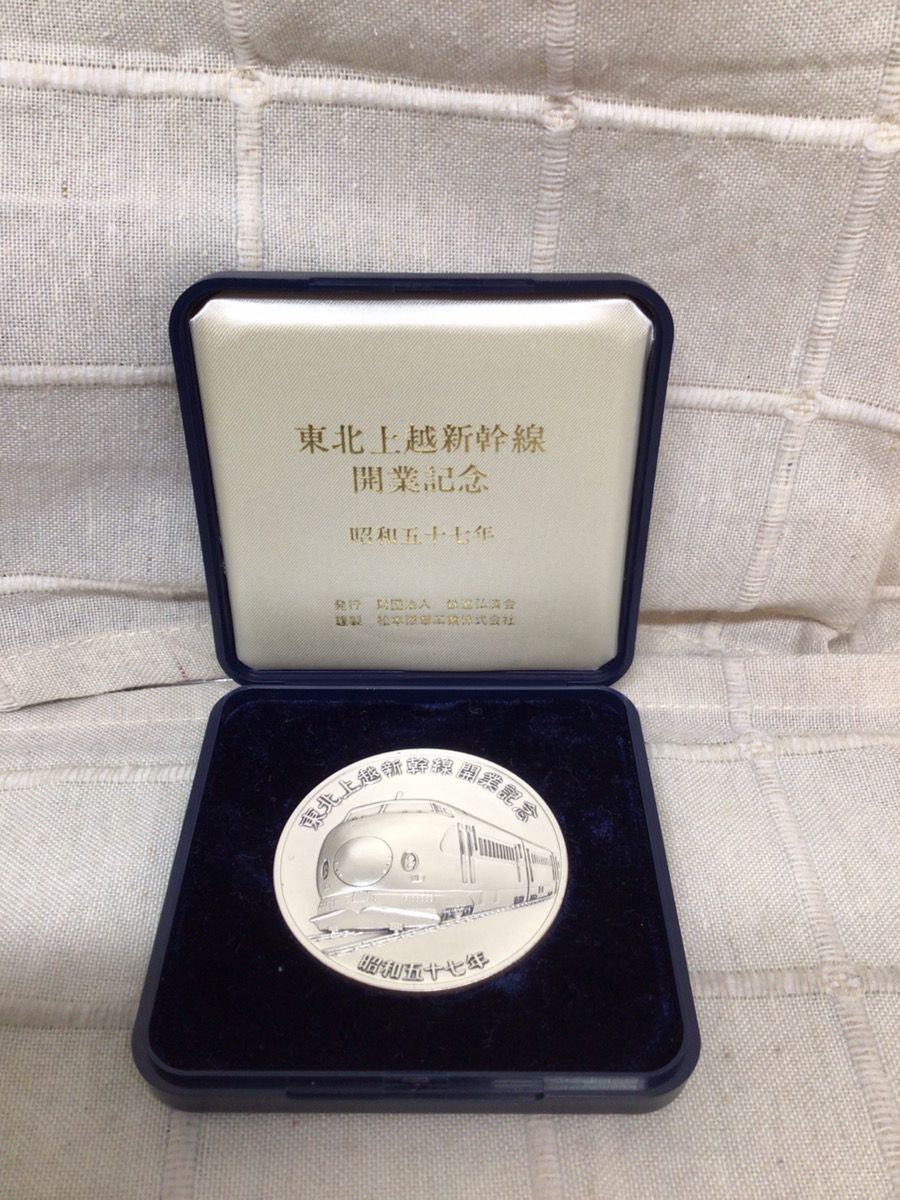 東北上越新幹線
開業記念
昭和五十七年
発行 財団法人 鉄道弘済会
謹製 松本徽章工業株式会社
東北上越新幹線開業記念
昭和五十七年